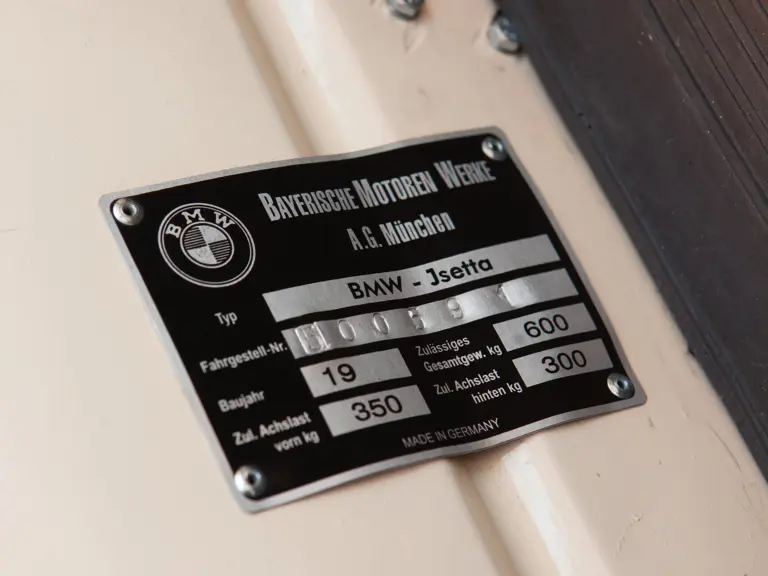 BMW
BAYERISCHE MOTOREN WERKE
A.G. München
Typ BMW - Jsetta
Fahrgestell-Nr.
Baujahr 19
Zulässiges Gesamtgew. kg 600
Zul. Achslast vorn kg 350
Zul. Achslast hinten kg 300
MADE IN GERMANY